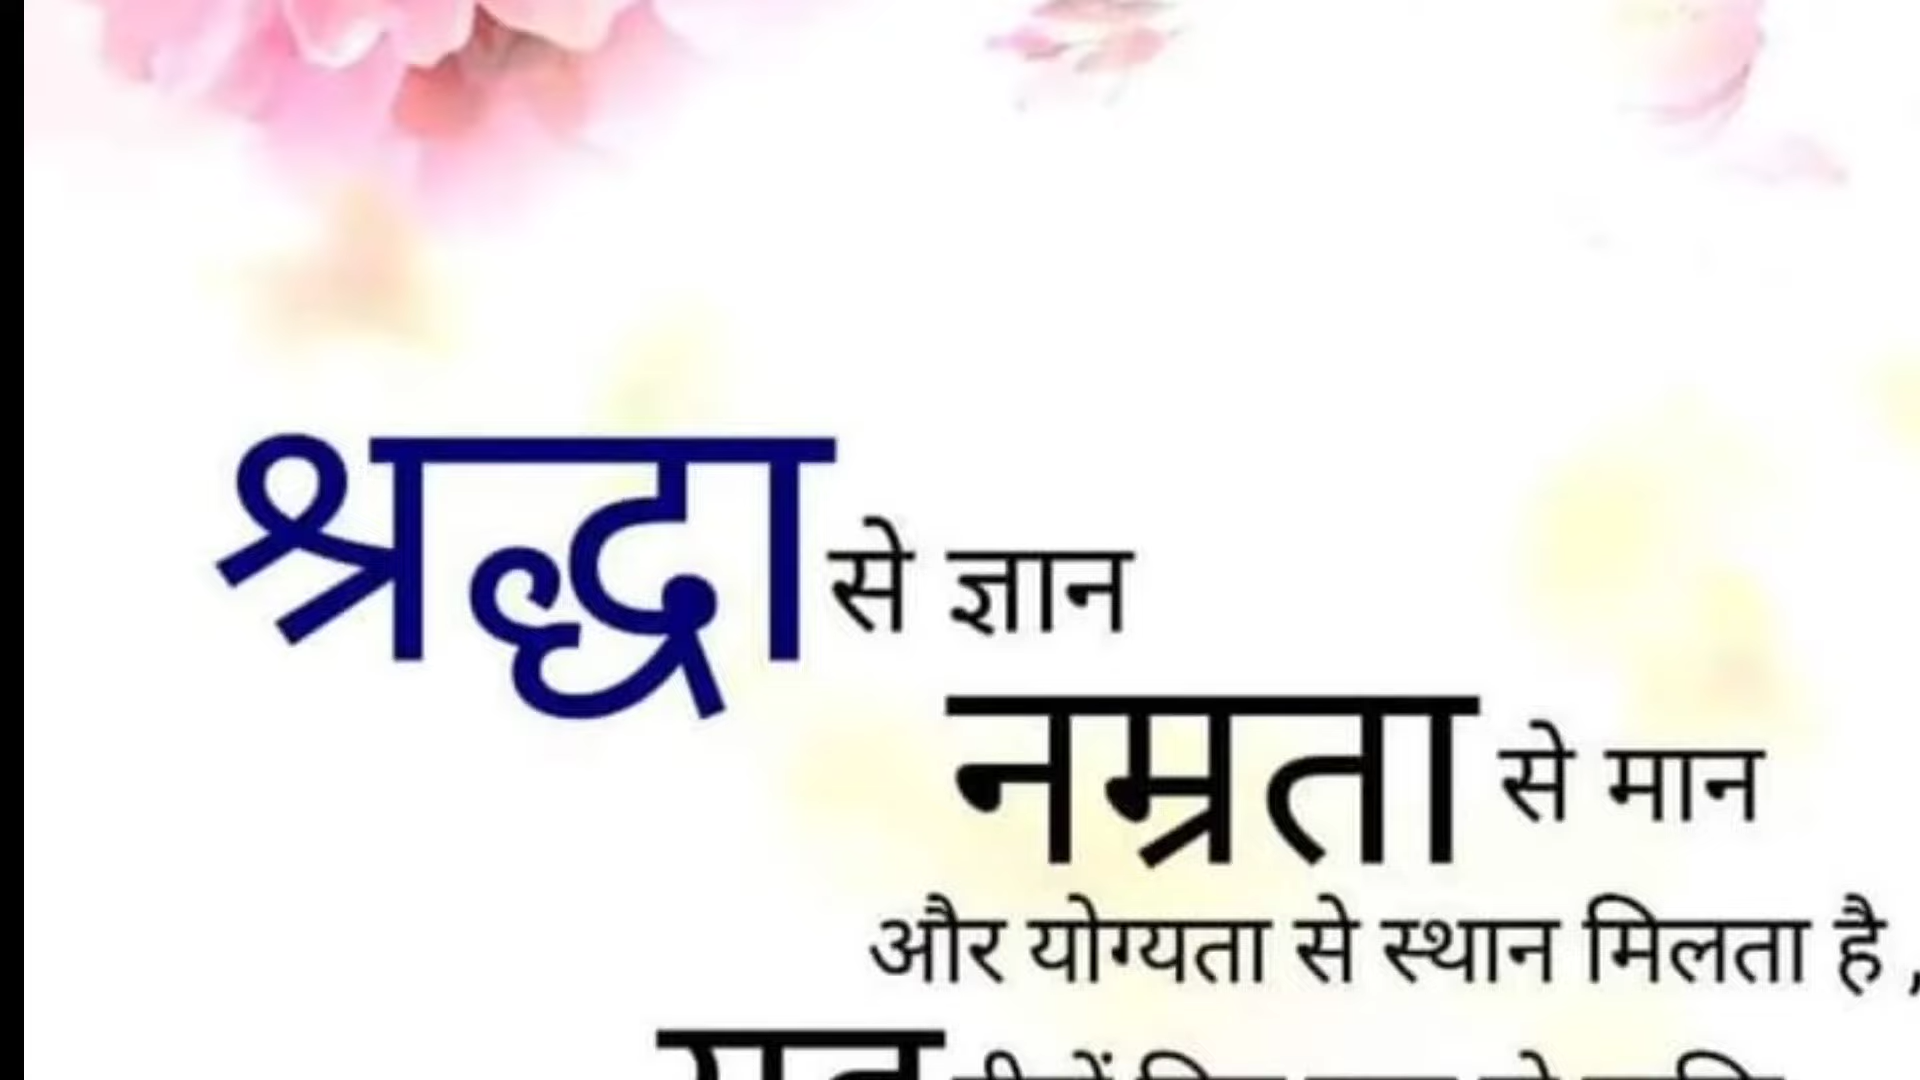 श्रद्धा से ज्ञान
नम्रता से मान
और योग्यता से स्थान मिलता है ,